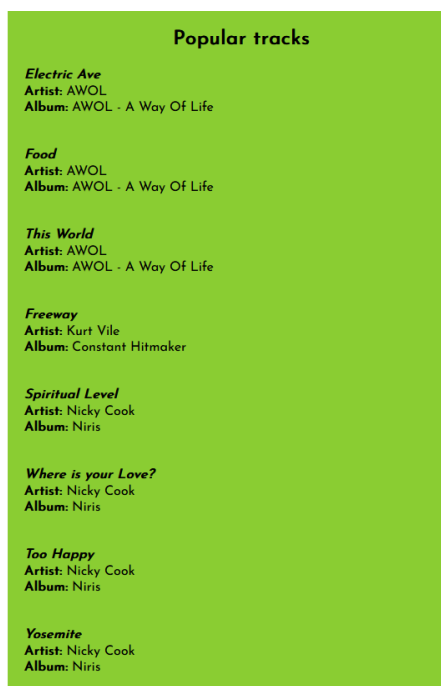 Popular tracks
Electric Ave
Artist: AWOL
Album: AWOL - A Way Of Life
Food
Artist: AWOL
Album: AWOL - A Way Of Life
This World
Artist: AWOL
Album: AWOL - A Way Of Life
Freeway
Artist: Kurt Vile
Album: Constant Hitmaker
Spiritual Level
Artist: Nicky Cook
Album: Niris
Where is your Love?
Artist: Nicky Cook
Album: Niris
Too Happy
Artist: Nicky Cook
Album: Niris
Yosemite
Artist: Nicky Cook
Album: Niris